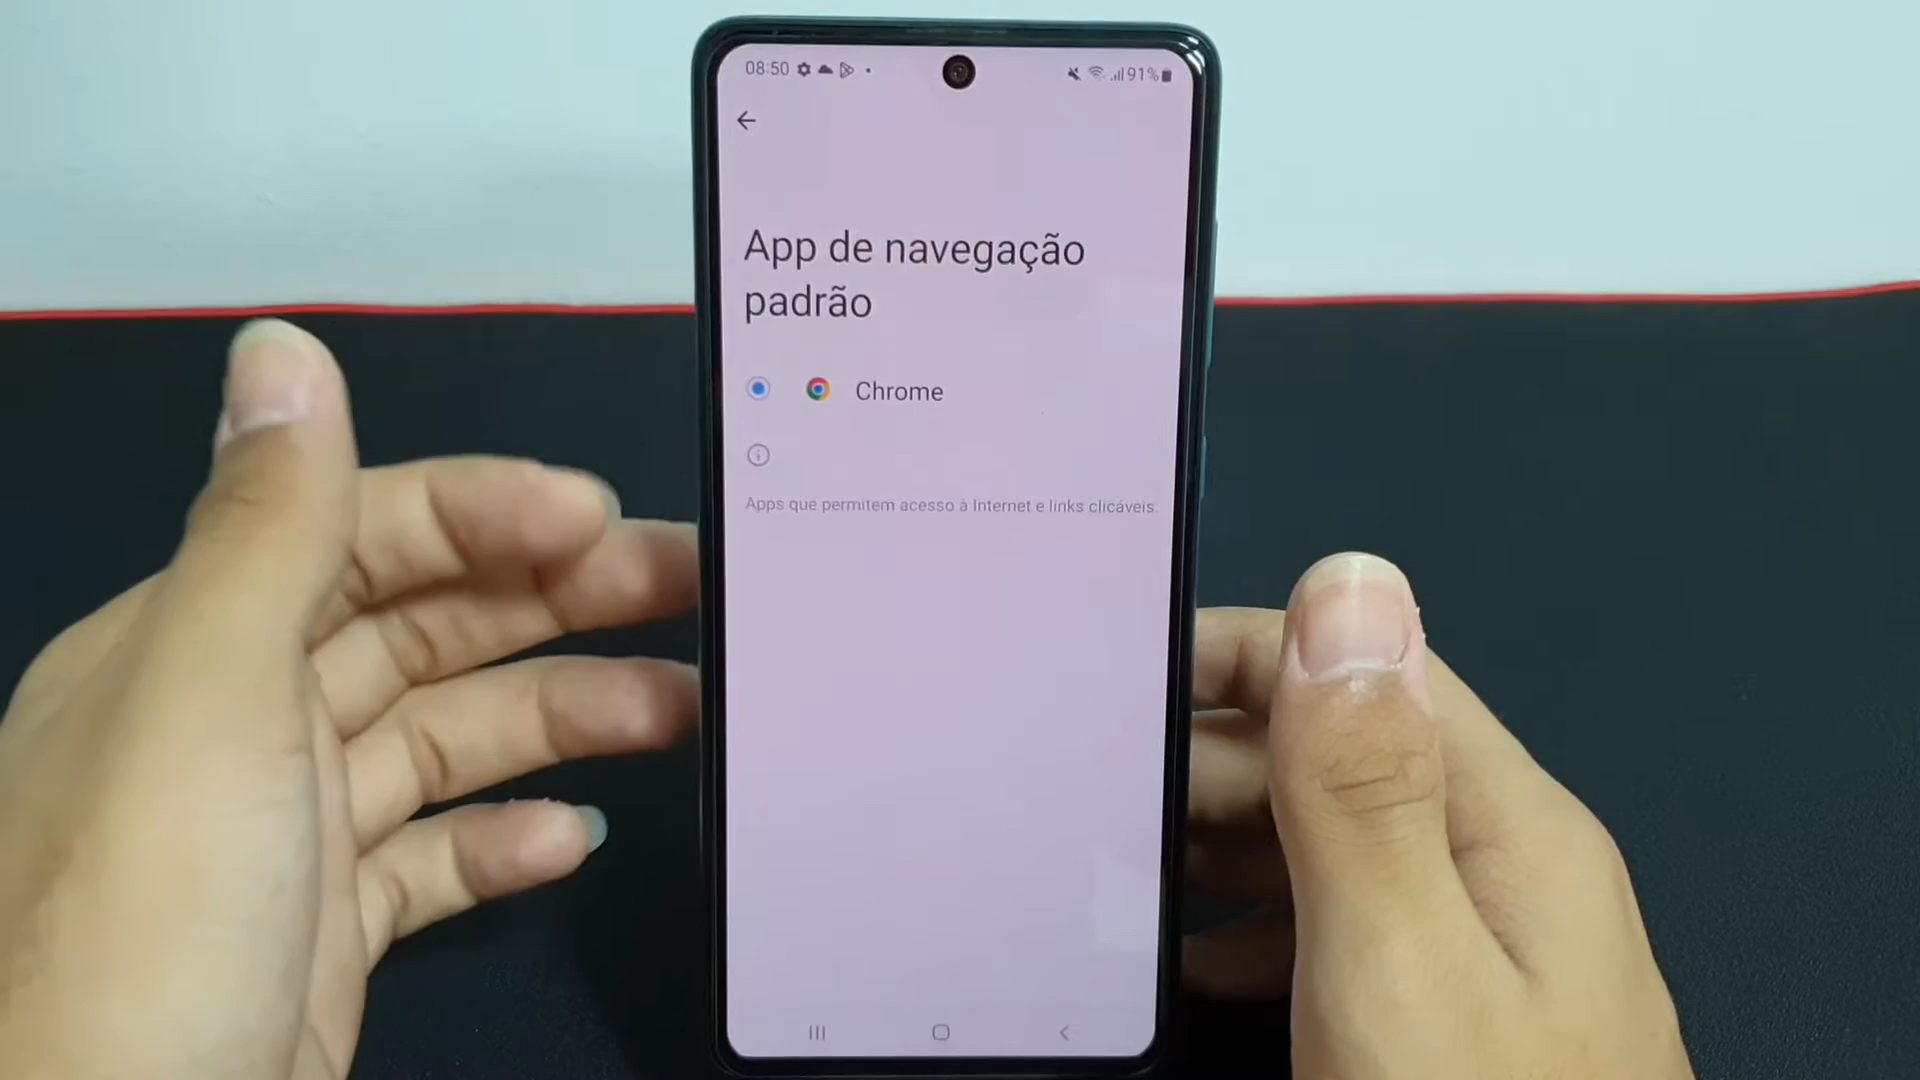 08:50
91%
App de navegação
padrão
Chrome
Apps que permitem acesso à Internet e links clicáveis.